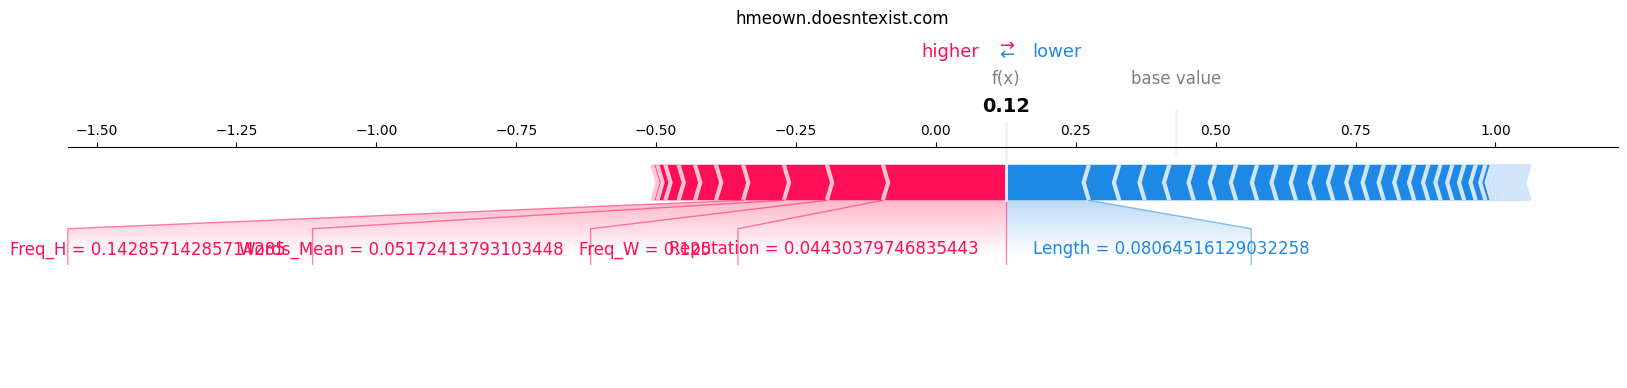 hmeown.doesntexist.com
higher ⇄ lower
f(x) base value
0.12
−1.50 −1.25 −1.00 −0.75 −0.50 −0.25 0.00 0.25 0.50 0.75 1.00
Freq_H = 0.14285714285714285 Words_Mean = 0.05172413793103448 Freq_W = 0.125 Reputation = 0.04430379746835443 Length = 0.08064516129032258